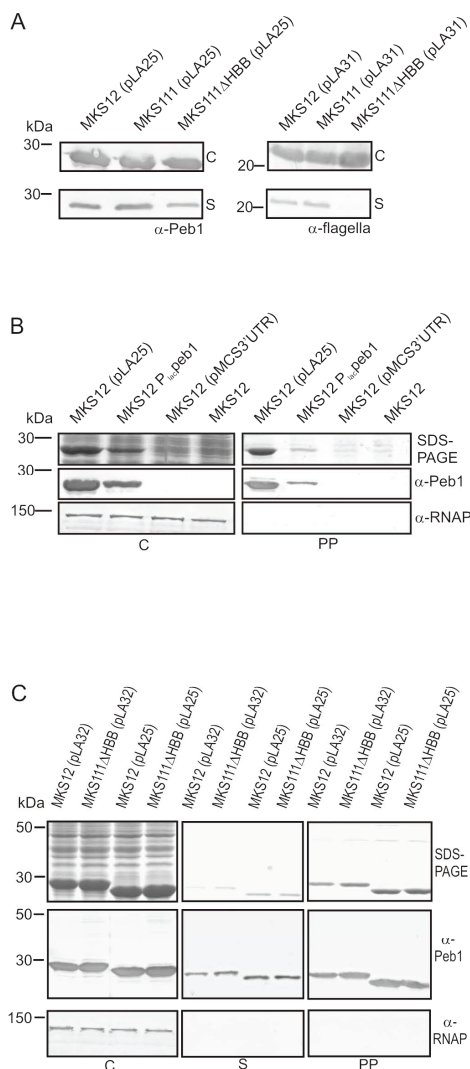 A
MKS12 (pLA25)
MKS111 (pLA25)
MKS111ΔHBB (pLA25)
MKS12 (pLA31)
MKS111 (pLA31)
MKS111ΔHBB (pLA31)
kDa
30
C
20
C
30
S
20
S
α-Peb1
α-flagella
B
MKS12 (pLA25)
MKS12 Placpeb1
MKS12 (pMCS3'UTR)
MKS12
MKS12 (pLA25)
MKS12 Placpeb1
MKS12 (pMCS3'UTR)
MKS12
kDa
30
SDS-
PAGE
30
α-Peb1
150
α-RNAP
C
PP
C
MKS12 (pLA32)
MKS111ΔHBB (pLA32)
MKS12 (pLA25)
MKS111ΔHBB (pLA25)
MKS12 (pLA32)
MKS111ΔHBB (pLA32)
MKS12 (pLA25)
MKS111ΔHBB (pLA25)
MKS12 (pLA32)
MKS111ΔHBB (pLA32)
MKS12 (pLA25)
MKS111ΔHBB (pLA25)
kDa
50
30
SDS-
PAGE
50
30
α-
Peb1
150
α-
RNAP
C
S
PP